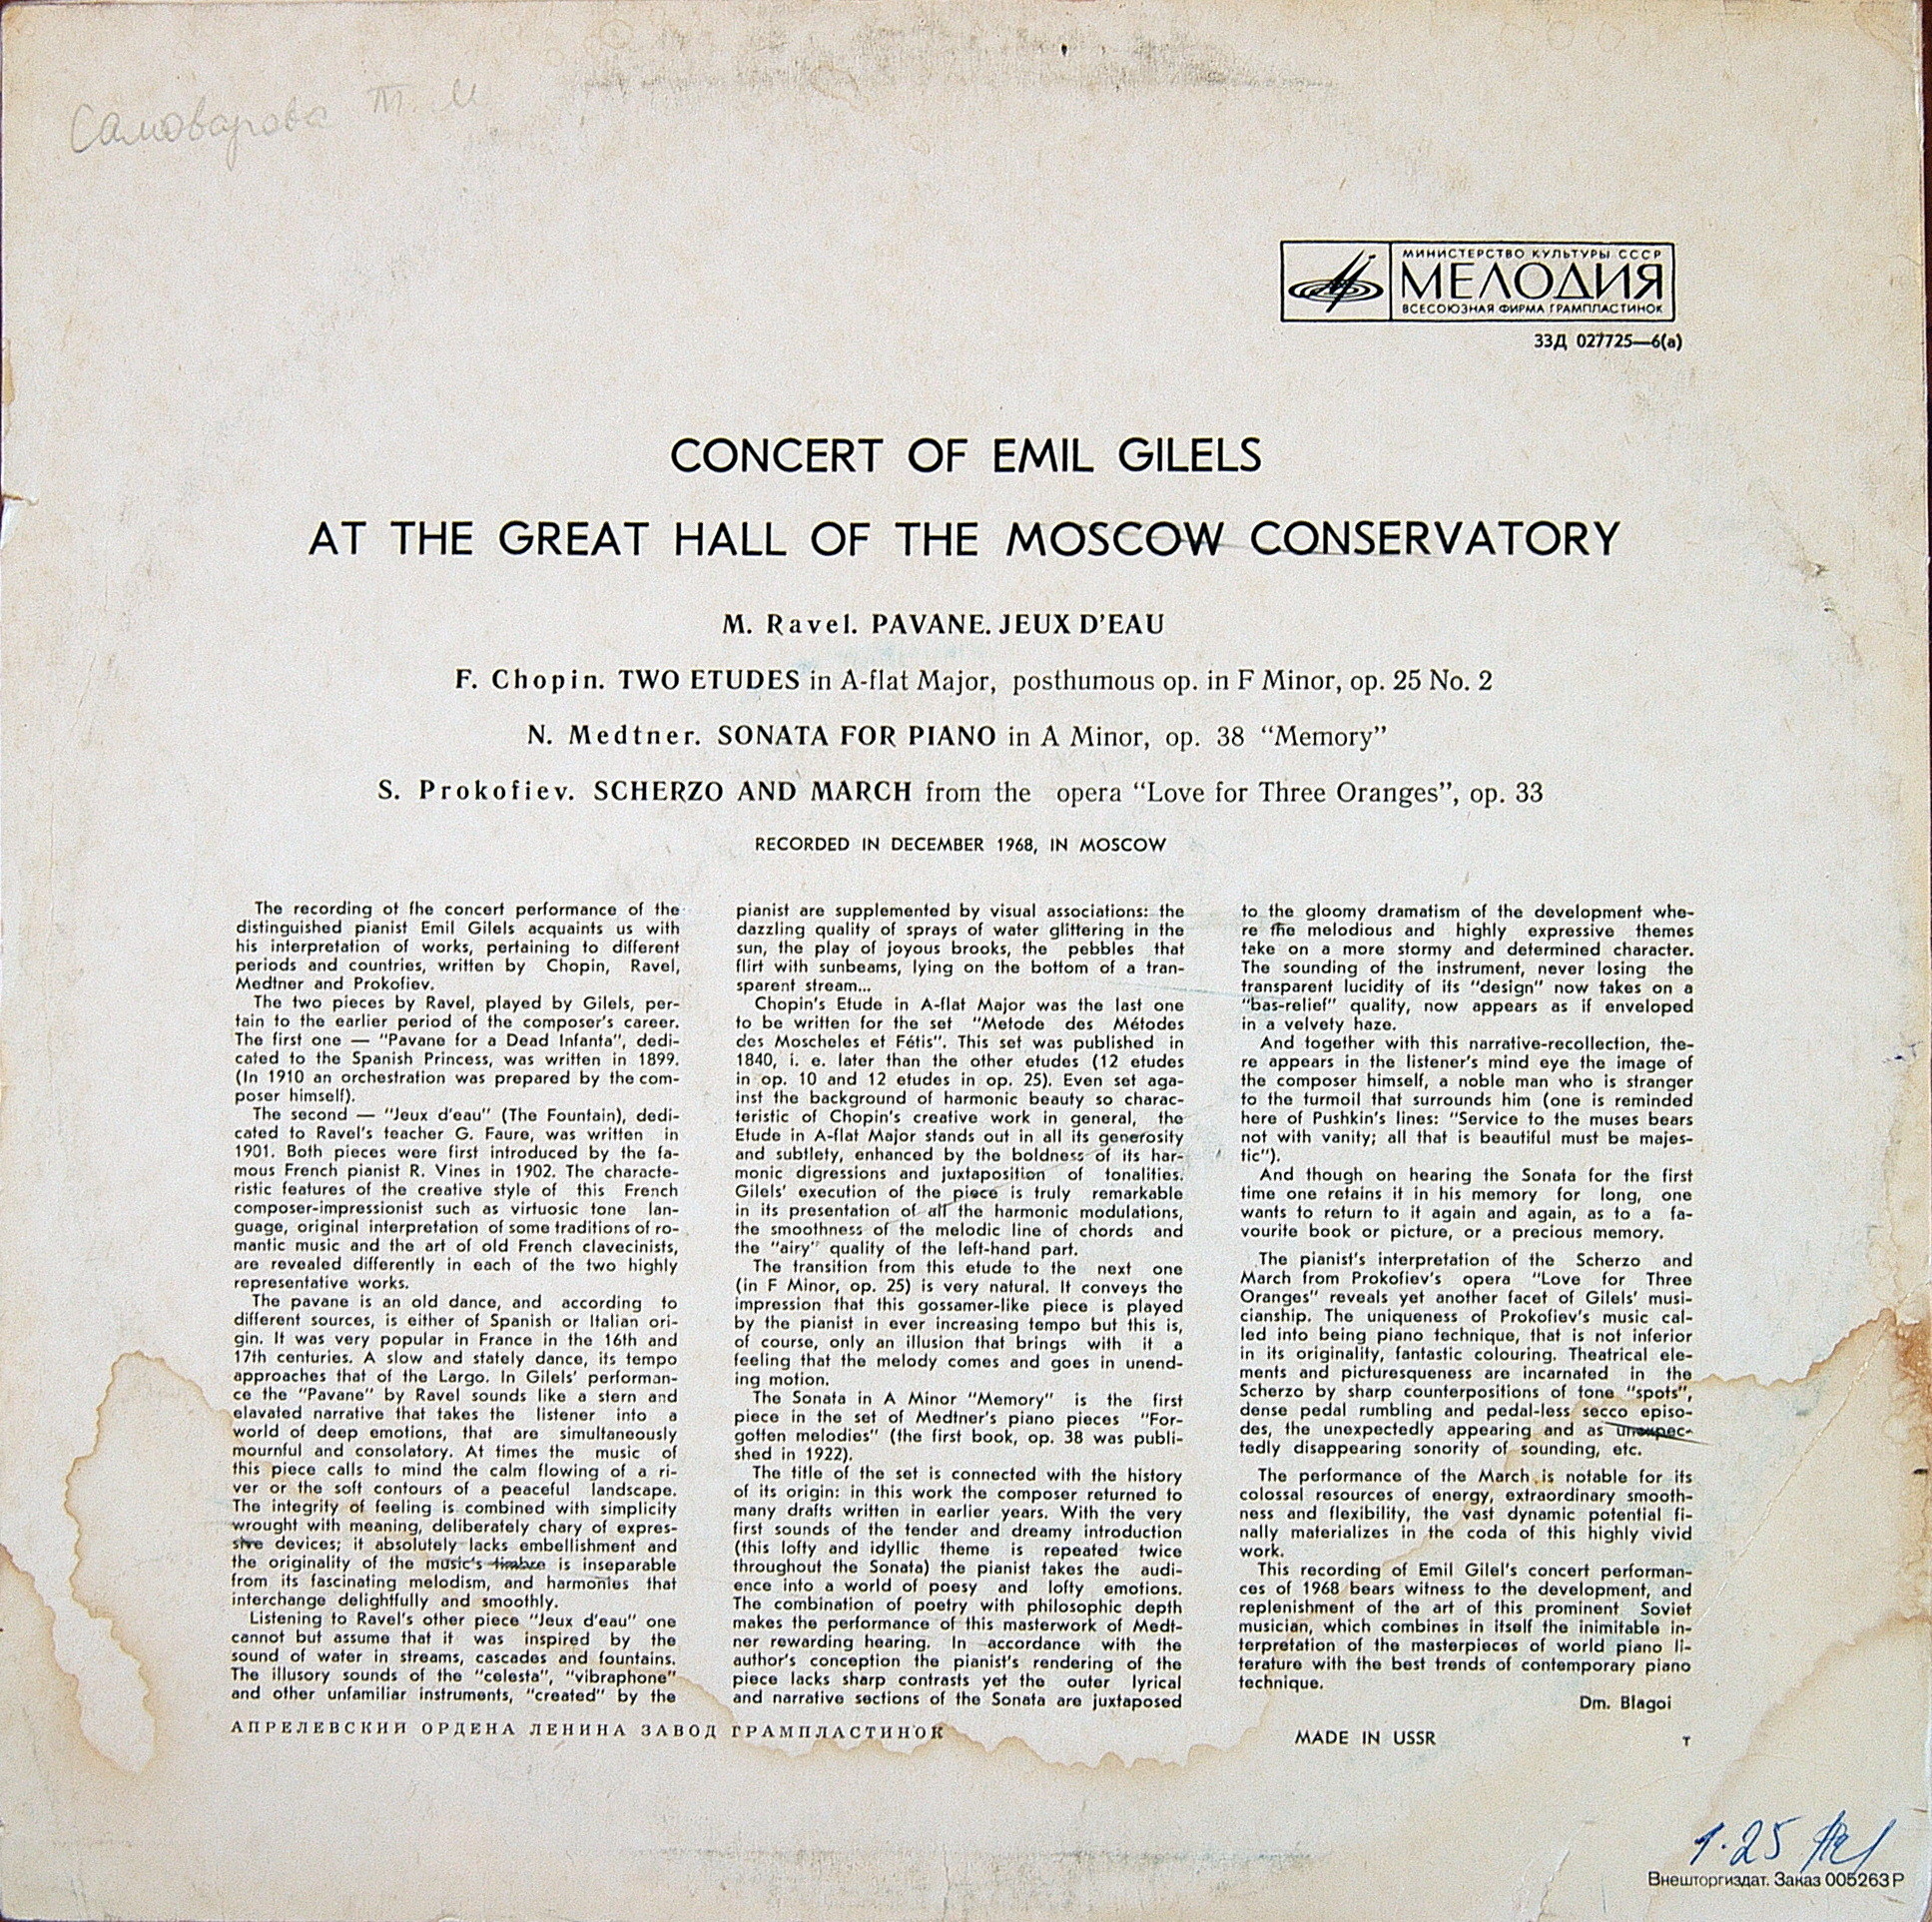 Самоварова Т. М
МИНИСТЕРСТВО КУЛЬТУРЫ СССР
МЕЛОДИЯ
ВСЕСОЮЗНАЯ ФИРМА ГРАМПЛАСТИНОК
33Д 027725—6(а)
CONCERT OF EMIL GILELS
AT THE GREAT HALL OF THE MOSCOW CONSERVATORY
M. Ravel. PAVANE. JEUX D'EAU
F. Chopin. TWO ETUDES in A-flat Major, posthumous op. in F Minor, op. 25 No. 2
N. Medtner. SONATA FOR PIANO in A Minor, op. 38 “Memory”
S. Prokofiev. SCHERZO AND MARCH from the opera “Love for Three Oranges”, op. 33
RECORDED IN DECEMBER 1968, IN MOSCOW
The recording of the concert performance of the
distinguished pianist Emil Gilels acquaints us with
his interpretation of works, pertaining to different
periods and countries, written by Chopin, Ravel,
Medtner and Prokofiev.
The two pieces by Ravel, played by Gilels, per-
tain to the earlier period of the composer's career.
The first one — “Pavane for a Dead Infanta”, dedi-
cated to the Spanish Princess, was written in 1899.
(In 1910 an orchestration was prepared by the com-
poser himself).
The second — “Jeux d'eau” (The Fountain), dedi-
cated to Ravel's teacher G. Faure, was written in
1901. Both pieces were first introduced by the fa-
mous French pianist R. Vines in 1902. The characte-
ristic features of the creative style of this French
composer-impressionist such as virtuosic tone lan-
guage, original interpretation of some traditions of ro-
mantic music and the art of old French clavecinists,
are revealed differently in each of the two highly
representative works.
The pavane is an old dance, and according to
different sources, is either of Spanish or Italian ori-
gin. It was very popular in France in the 16th and
17th centuries. A slow and stately dance, its tempo
approaches that of the Largo. In Gilels' performan-
ce the “Pavane” by Ravel sounds like a stern and
elavated narrative that takes the listener into a
world of deep emotions, that are simultaneously
mournful and consolatory. At times the music of
this piece calls to mind the calm flowing of a ri-
ver or the soft contours of a peaceful landscape.
The integrity of feeling is combined with simplicity
wrought with meaning, deliberately chary of expres-
sive devices; it absolutely lacks embellishment and
the originality of the music's timbre is inseparable
from its fascinating melodism, and harmonies that
interchange delightfully and smoothly.
Listening to Ravel's other piece “Jeux d'eau” one
cannot but assume that it was inspired by the
sound of water in streams, cascades and fountains.
The illusory sounds of the “celesta”, “vibraphone”
and other unfamiliar instruments, “created” by the
pianist are supplemented by visual associations: the
dazzling quality of sprays of water glittering in the
sun, the play of joyous brooks, the pebbles that
flirt with sunbeams, lying on the bottom of a tran-
sparent stream...
Chopin's Etude in A-flat Major was the last one
to be written for the set “Metode des Métodes
des Moscheles et Fétis”. This set was published in
1840, i. e. later than the other etudes (12 etudes
in op. 10 and 12 etudes in op. 25). Even set aga-
inst the background of harmonic beauty so charac-
teristic of Chopin's creative work in general, the
Etude in A-flat Major stands out in all its generosity
and subtlety, enhanced by the boldness of its har-
monic digressions and juxtaposition of tonalities.
Gilels' execution of the piece is truly remarkable
in its presentation of all the harmonic modulations,
the smoothness of the melodic line of chords and
the “airy” quality of the left-hand part.
The transition from this etude to the next one
(in F Minor, op. 25) is very natural. It conveys the
impression that this gossamer-like piece is played
by the pianist in ever increasing tempo but this is,
of course, only an illusion that brings with it a
feeling that the melody comes and goes in unend-
ing motion.
The Sonata in A Minor “Memory” is the first
piece in the set of Medtner's piano pieces “For-
gotten melodies” (the first book, op. 38 was publi-
shed in 1922).
The title of the set is connected with the history
of its origin: in this work the composer returned to
many drafts written in earlier years. With the very
first sounds of the tender and dreamy introduction
(this lofty and idyllic theme is repeated twice
throughout the Sonata) the pianist takes the audi-
ence into a world of poesy and lofty emotions.
The combination of poetry with philosophic depth
makes the performance of this masterwork of Medt-
ner rewarding hearing. In accordance with the
author's conception the pianist's rendering of the
piece lacks sharp contrasts yet the outer lyrical
and narrative sections of the Sonata are juxtaposed
to the gloomy dramatism of the development whe-
re the melodious and highly expressive themes
take on a more stormy and determined character.
The sounding of the instrument, never losing the
transparent lucidity of its “design” now takes on a
“bas-relief” quality, now appears as if enveloped
in a velvety haze.
And together with this narrative-recollection, the-
re appears in the listener's mind eye the image of
the composer himself, a noble man who is stranger
to the turmoil that surrounds him (one is reminded
here of Pushkin's lines: “Service to the muses bears
not with vanity; all that is beautiful must be majes-
tic”).
And though on hearing the Sonata for the first
time one retains it in his memory for long, one
wants to return to it again and again, as to a fa-
vourite book or picture, or a precious memory.
The pianist's interpretation of the Scherzo and
March from Prokofiev's opera “Love for Three
Oranges” reveals yet another facet of Gilels' musi-
cianship. The uniqueness of Prokofiev's music cal-
led into being piano technique, that is not inferior
in its originality, fantastic colouring. Theatrical ele-
ments and picturesqueness are incarnated in the
Scherzo by sharp counterpositions of tone “spots”,
dense pedal rumbling and pedal-less secco episo-
des, the unexpectedly appearing and as unexpec-
tedly disappearing sonority of sounding, etc.
The performance of the March is notable for its
colossal resources of energy, extraordinary smooth-
ness and flexibility, the vast dynamic potential fi-
nally materializes in the coda of this highly vivid
work.
This recording of Emil Gilel's concert performan-
ces of 1968 bears witness to the development, and
replenishment of the art of this prominent Soviet
musician, which combines in itself the inimitable in-
terpretation of the masterpieces of world piano li-
terature with the best trends of contemporary piano
technique.
Dm. Blagoi
АПРЕЛЕВСКИЙ ОРДЕНА ЛЕНИНА ЗАВОД ГРАМПЛАСТИНОК
MADE IN USSR
т
1.25
Внешторгиздат. Заказ 005263Р